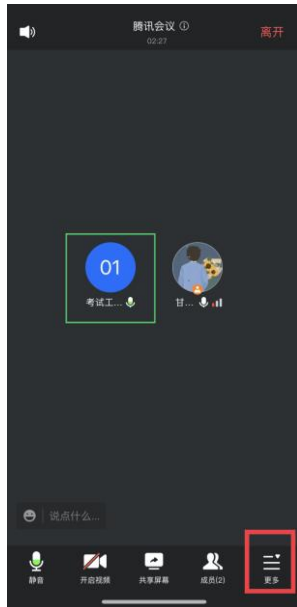 腾讯会议
02:27
离开
01
考试工...
甘...
说点什么...
静音
开启视频
共享屏幕
成员(2)
更多